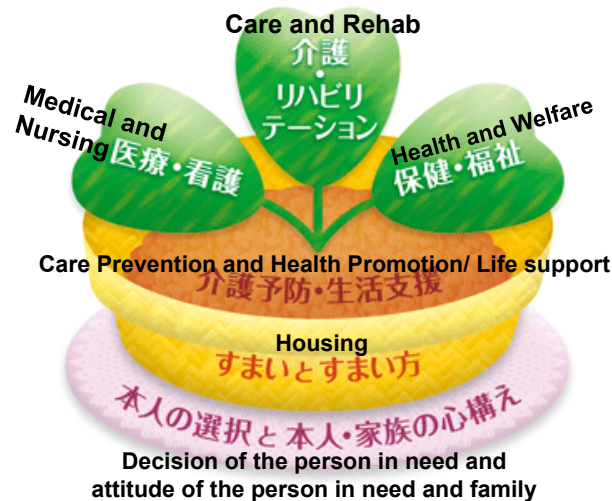 Care and Rehab
介護
・
リハビリ
テーション
Medical and
Nursing
医療・看護
Health and Welfare
保健・福祉
Care Prevention and Health Promotion/ Life support
介護予防・生活支援
Housing
すまいとすまい方
本人の選択と本人・家族の心構え
Decision of the person in need and
attitude of the person in need and family